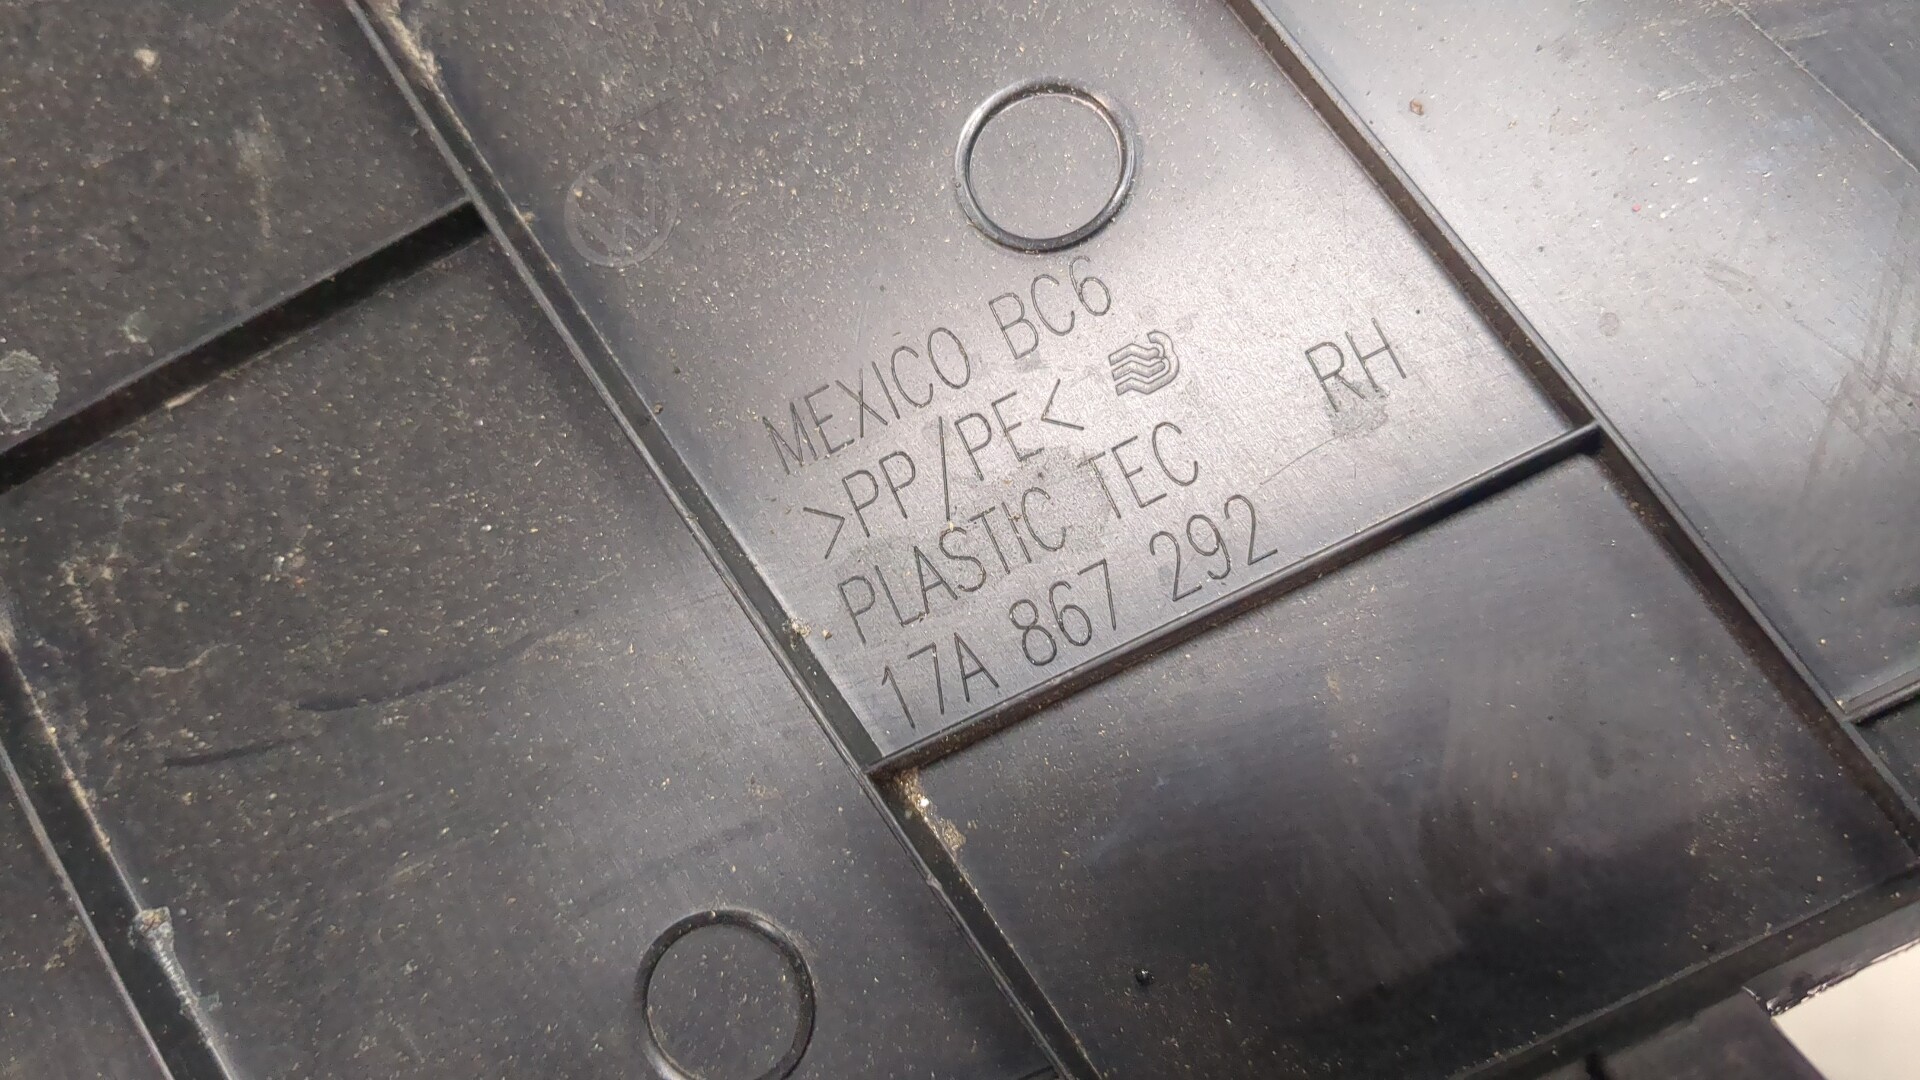 MEXICO BC6
>PP/PE<
PLASTIC TEC
17A 867 292
RH